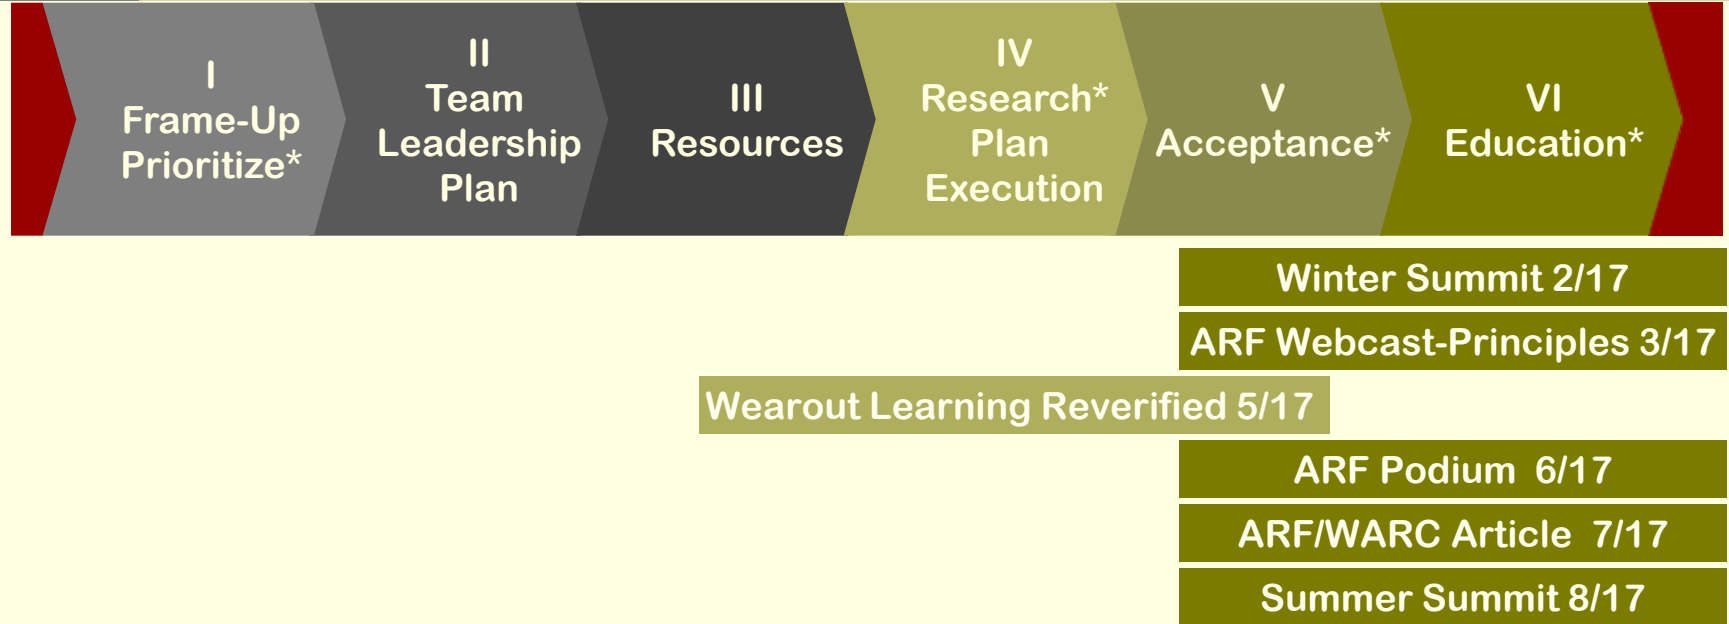 I
Frame-Up
Prioritize*
II
Team
Leadership
Plan
III
Resources
IV
Research*
Plan
Execution
V
Acceptance*
VI
Education*
Winter Summit 2/17
ARF Webcast-Principles 3/17
Wearout Learning Reverified 5/17
ARF Podium  6/17
ARF/WARC Article  7/17
Summer Summit 8/17